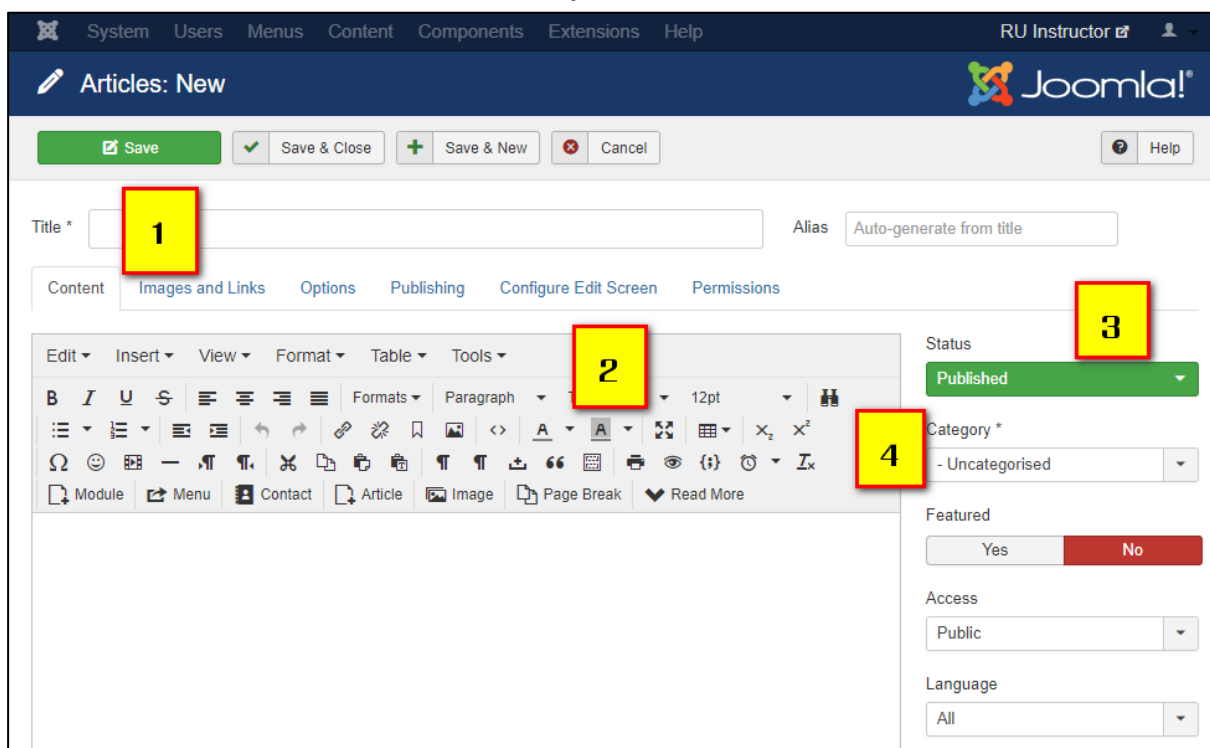 System Users Menus Content Components Extensions Help RU Instructor
Articles: New Joomla!®
Save Save & Close Save & New Cancel Help
Title * 1 Alias Auto-generate from title
Content Images and Links Options Publishing Configure Edit Screen Permissions
3
Edit Insert View Format Table Tools 2 Status
Published
B I U S Formats Paragraph 12pt
A A X₂ X² 4 Category *
- Uncategorised
Ω ¶ ¶ ¶ ¶ {;} Tx
Module Menu Contact Article Image Page Break Read More
Featured
Yes No
Access
Public
Language
All